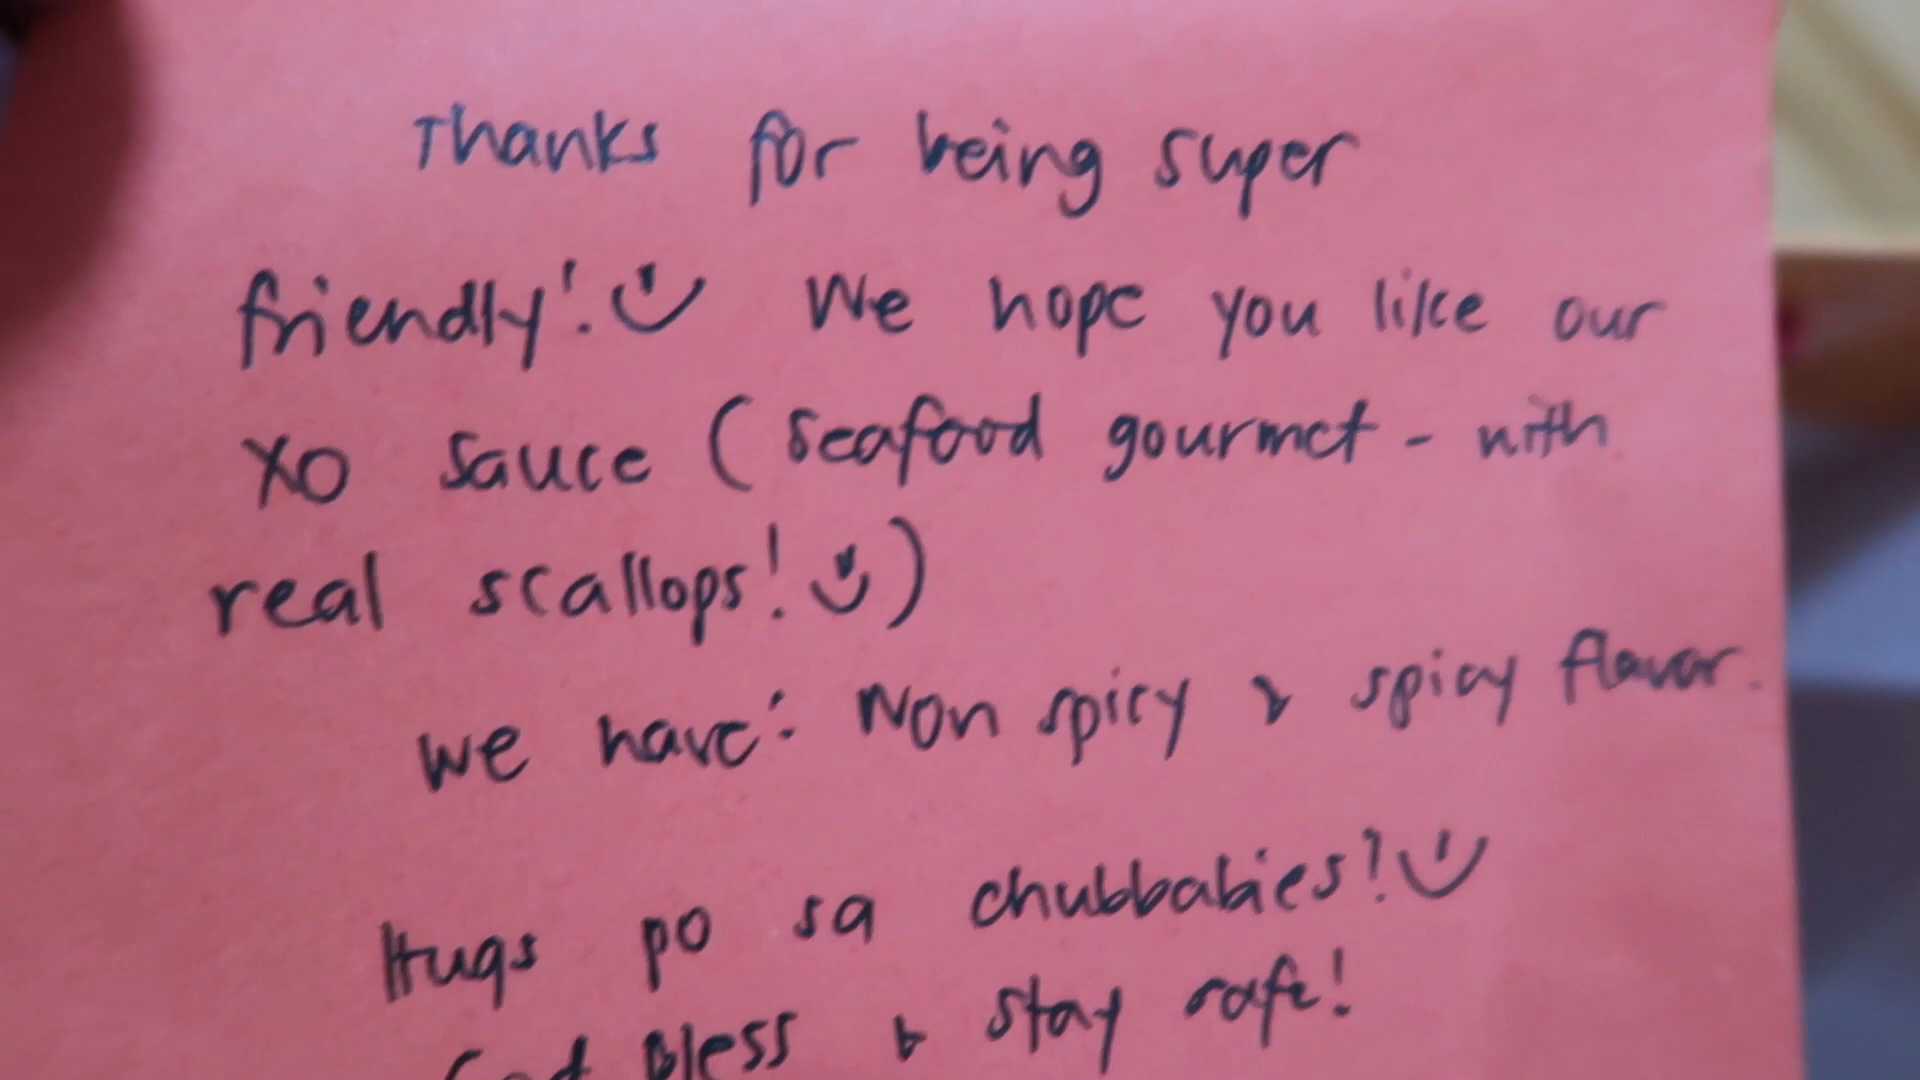 Thanks for being super
friendly! We hope you like our
XO sauce (seafood gourmet - with
real scallops!)
We have: Non spicy & spicy flavor.
Hugs po sa chubbabies!
God Bless & stay safe!